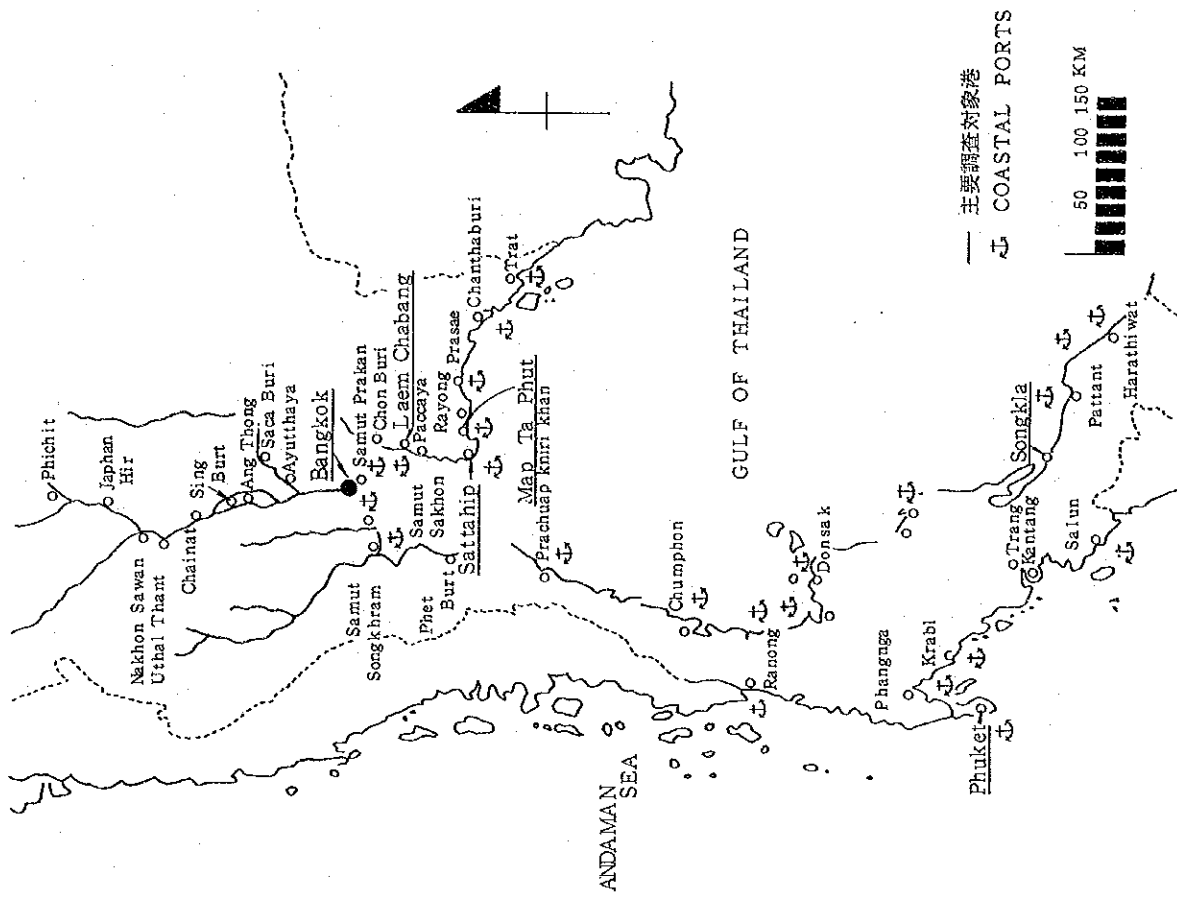 Phichit
Japhan
Hir
Nakhon Sawan
Uthal Thant
Chainat
Sing
Burt
Ang Thong
Saca Buri
Ayutthaya
Bangkok
Samut Prakan
Chon Buri
Laem Chabang
Paccaya
Rayong
Prasae
Chanthaburi
Trat
Samut
Songkhram
Samut
Sakhon
Phet
Burt
Sattahip
Map Ta Phut
Prachuap kniri khan
Chumphon
Ranong
Donsak
GULF OF THAILAND
ANDAMAN
SEA
Phangnga
Krabl
Phuket
Trang
Kantang
Salun
Songkla
Pattant
Harathiwat
主要調査対象港
COASTAL PORTS
50 100 150 KM